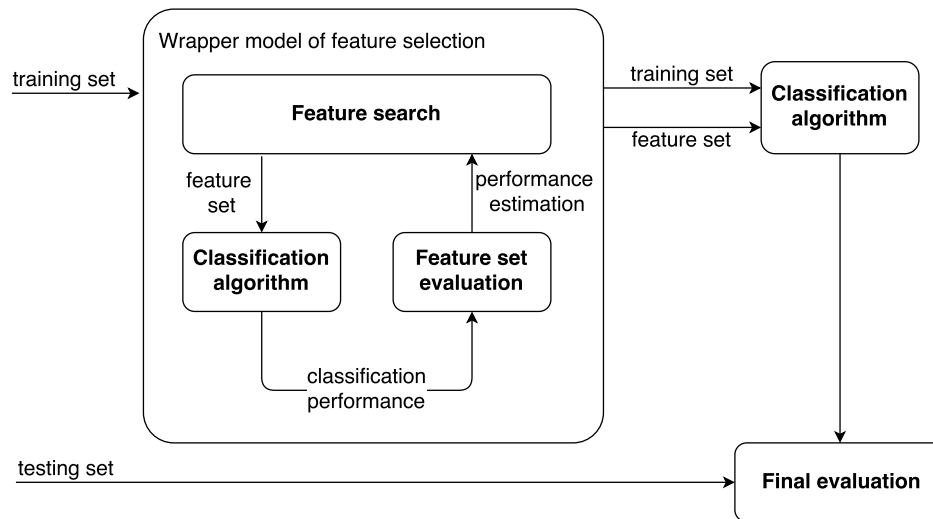 Wrapper model of feature selection
training set
Feature search
training set
Classification
algorithm
feature set
feature
set
performance
estimation
Classification
algorithm
Feature set
evaluation
classification
performance
testing set
Final evaluation